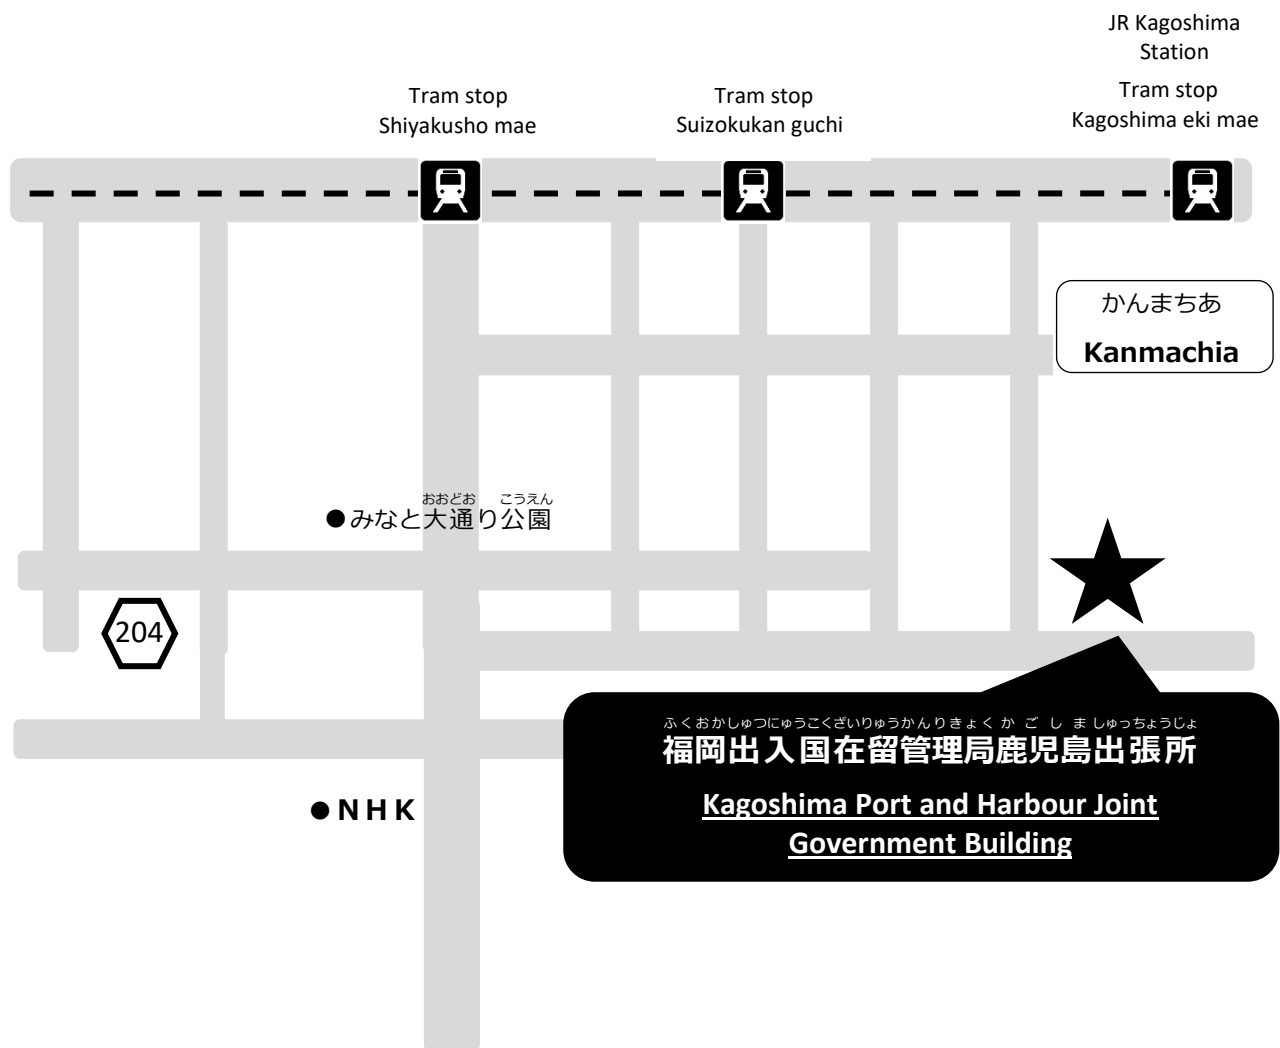 JR Kagoshima
Station
Tram stop
Shiyakusho mae
Tram stop
Suizokukan guchi
Tram stop
Kagoshima eki mae
かんまちあ
Kanmachia
おおどお こうえん
●みなと大通り公園
204
ふくおかしゅつにゅうこくざいりゅうかんりきょくかごしましゅっちょうじょ
福岡出入国在留管理局鹿児島出張所
Kagoshima Port and Harbour Joint
Government Building
●ＮＨＫ